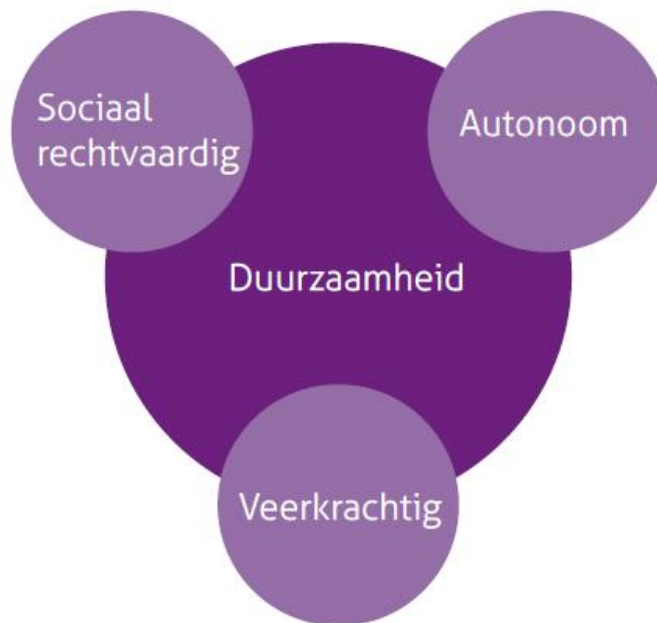 Sociaal
rechtvaardig
Autonoom
Duurzaamheid
Veerkrachtig